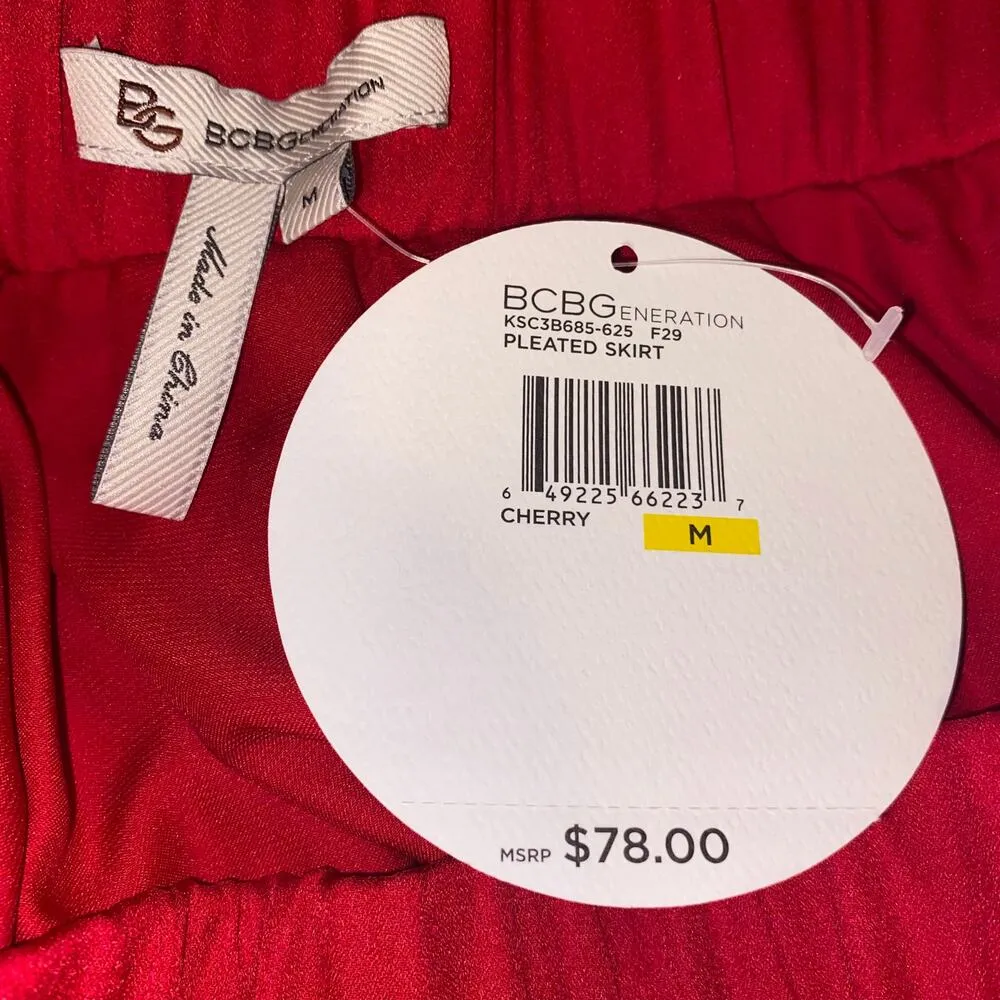 BG BCBGENERATION
M
Made in China
BCBGENERATION
KSC3B685-625 F29
PLEATED SKIRT
6 49225 66223 7
CHERRY
M
MSRP $78.00